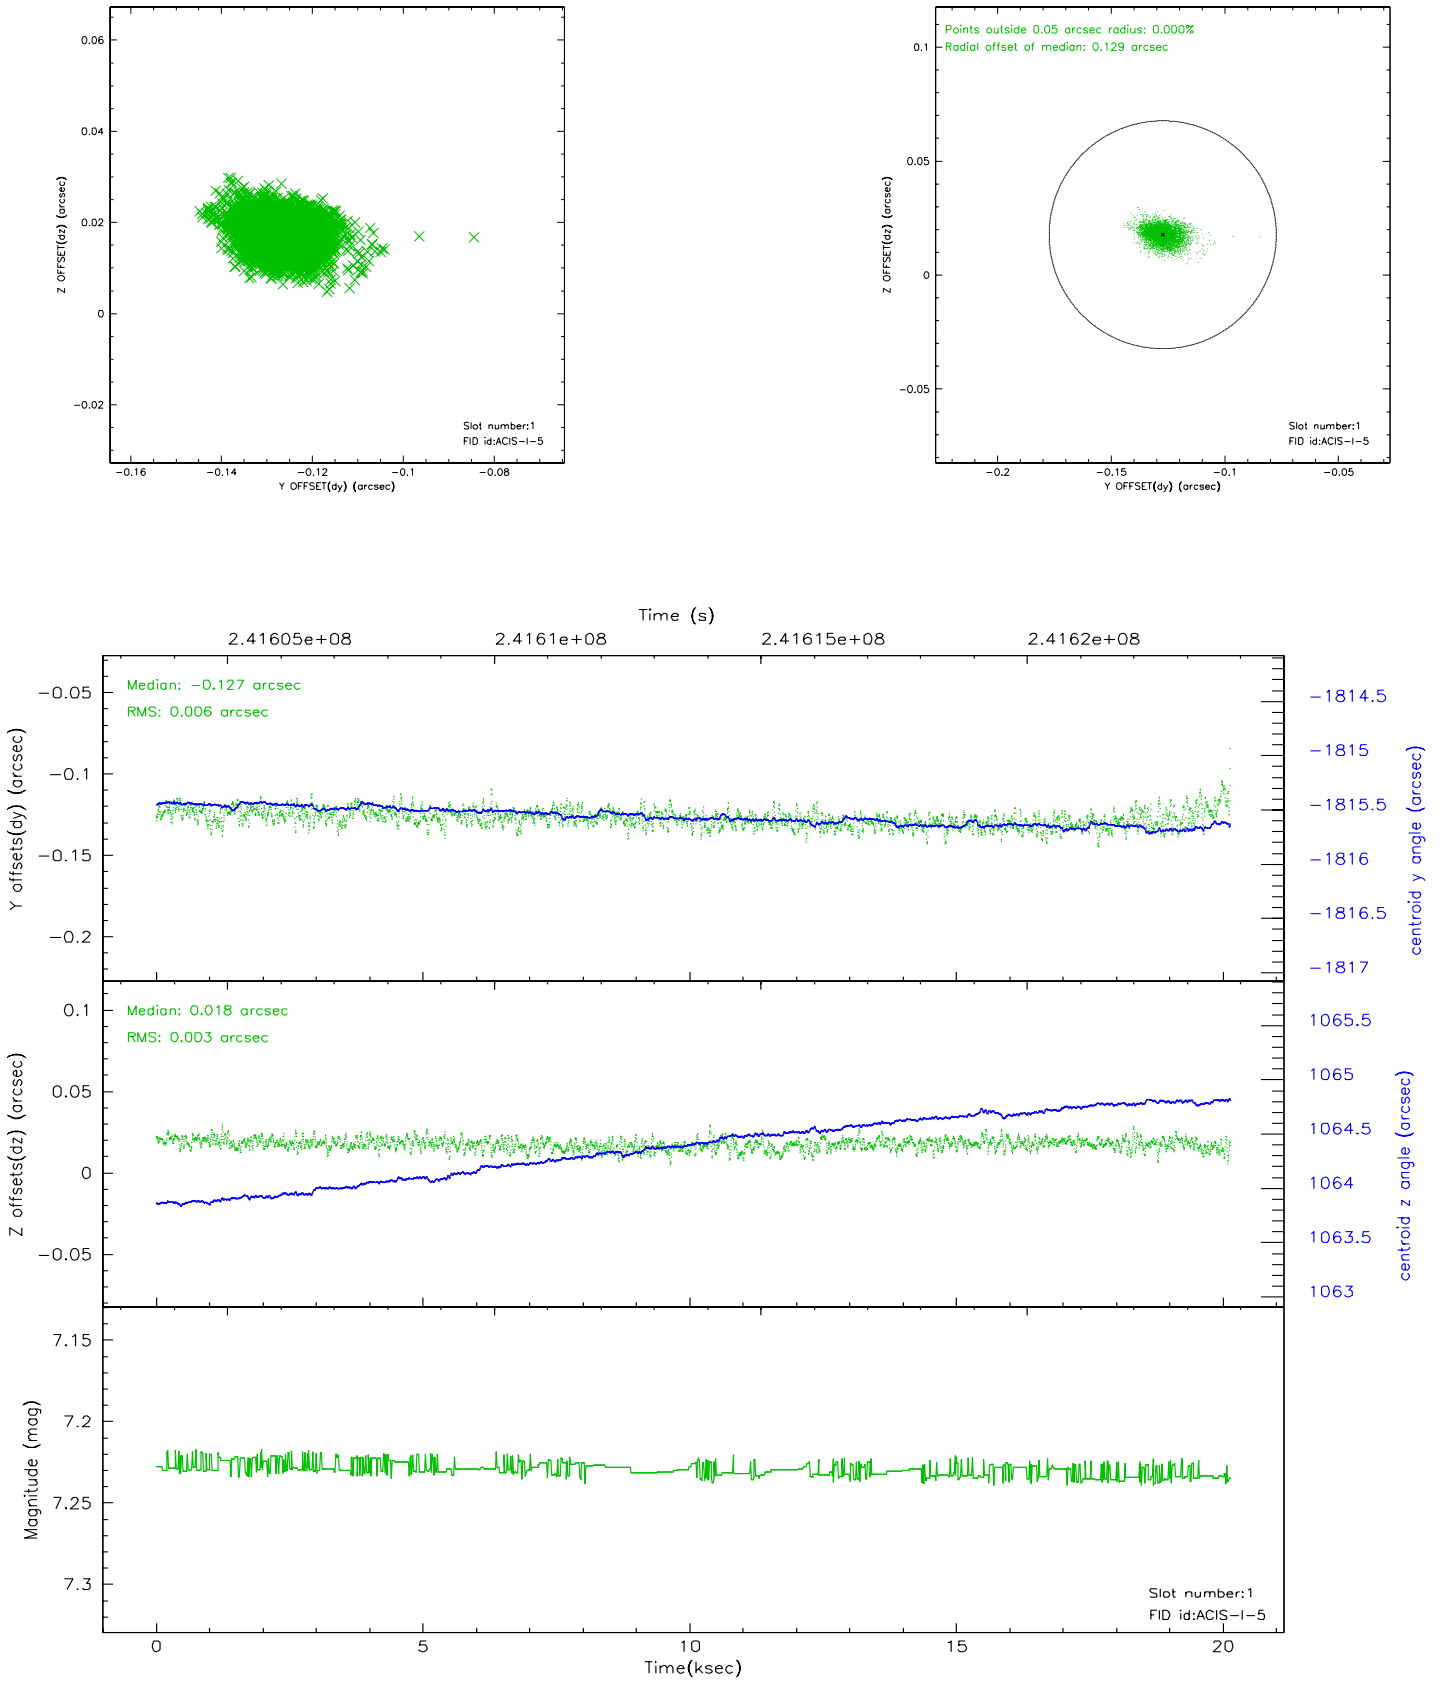 0.06
0.04
0.02
0
−0.02
Z OFFSET(dz) (arcsec)
Slot number:1
FID id:ACIS−I−5
−0.16 −0.14 −0.12 −0.1 −0.08
Y OFFSET(dy) (arcsec)
Points outside 0.05 arcsec radius: 0.000%
Radial offset of median: 0.129 arcsec
0.1
0.05
0
−0.05
Z OFFSET(dz) (arcsec)
Slot number:1
FID id:ACIS−I−5
−0.2 −0.15 −0.1 −0.05
Y OFFSET(dy) (arcsec)
Time (s)
2.41605e+08 2.4161e+08 2.41615e+08 2.4162e+08
Median: −0.127 arcsec
RMS: 0.006 arcsec
−0.05
−0.1
−0.15
−0.2
Y offsets(dy) (arcsec)
−1814.5
−1815
−1815.5
−1816
−1816.5
−1817
centroid y angle (arcsec)
Median: 0.018 arcsec
RMS: 0.003 arcsec
0.1
0.05
0
−0.05
Z offsets(dz) (arcsec)
1065.5
1065
1064.5
1064
1063.5
1063
centroid z angle (arcsec)
7.15
7.2
7.25
7.3
Magnitude (mag)
Slot number:1
FID id:ACIS−I−5
0 5 10 15 20
Time(ksec)